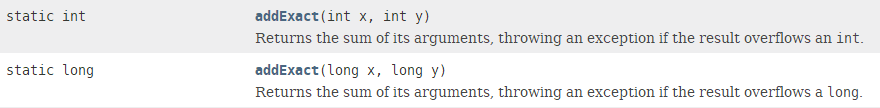 static int addExact(int x, int y)
Returns the sum of its arguments, throwing an exception if the result overflows an int.
static long addExact(long x, long y)
Returns the sum of its arguments, throwing an exception if the result overflows a long.